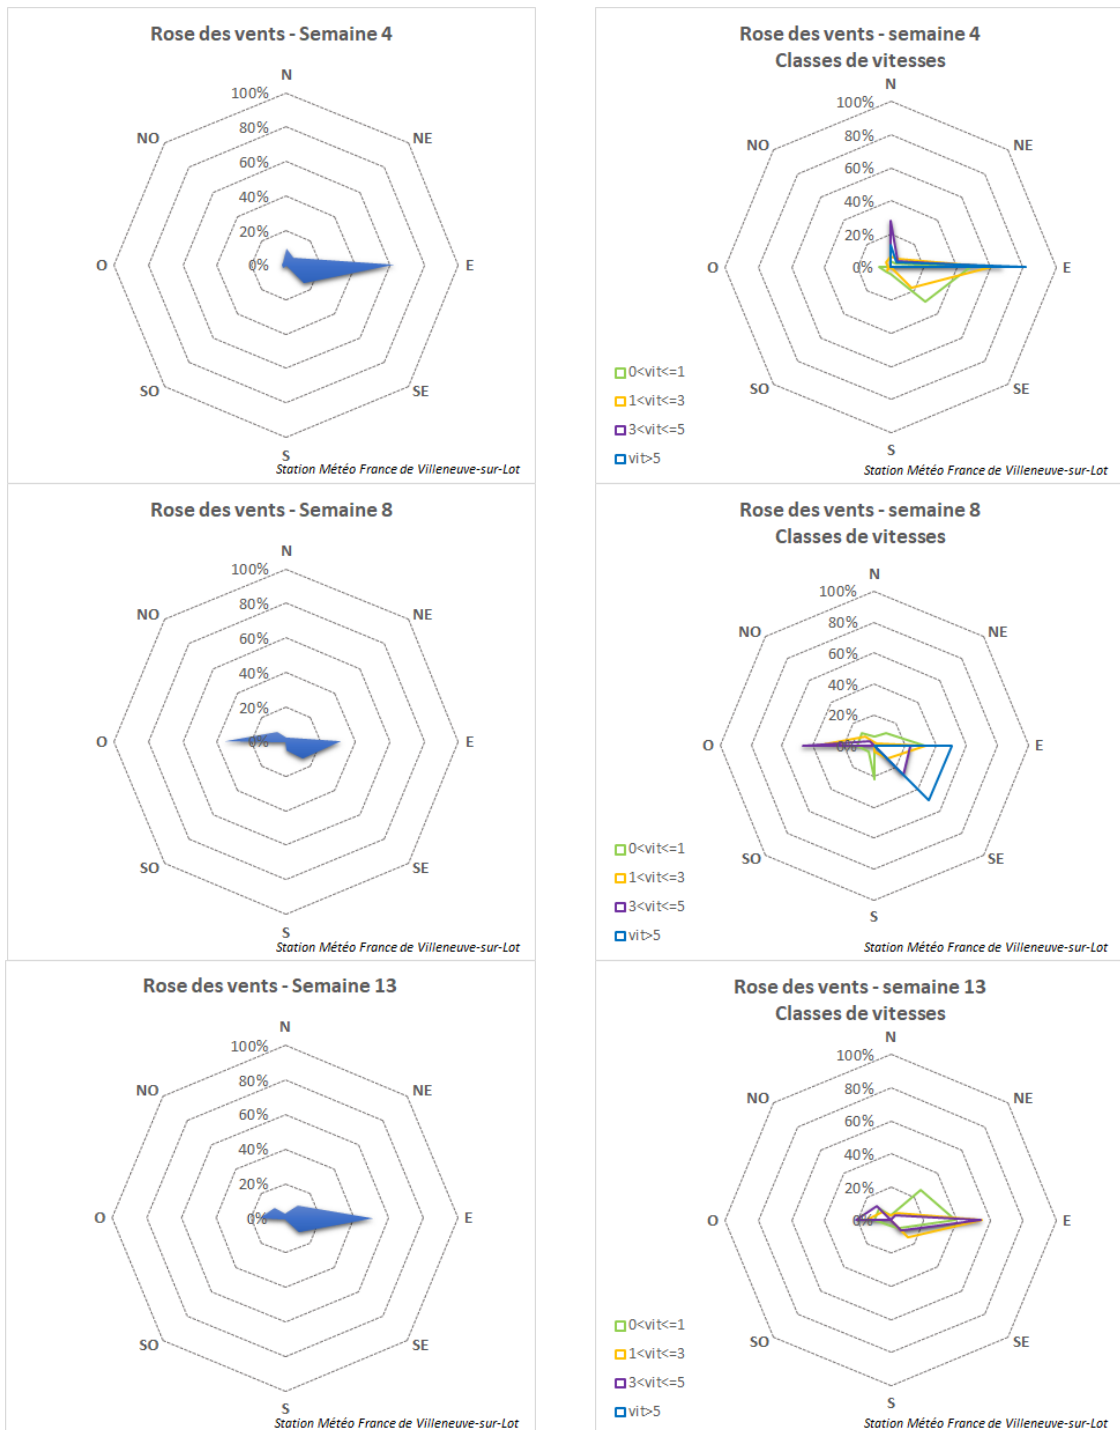 Rose des vents - Semaine 4
N
100%
NO
80%
NE
60%
40%
20%
O
0%
E
SO
SE
S
Station Météo France de Villeneuve-sur-Lot
Rose des vents - semaine 4
Classes de vitesses
N
100%
NO
80%
NE
60%
40%
20%
O
0%
E
0<vit<=1
SO
SE
1<vit<=3
3<vit<=5
S
vit>5
Station Météo France de Villeneuve-sur-Lot
Rose des vents - Semaine 8
N
100%
NO
80%
NE
60%
40%
20%
O
0%
E
SO
SE
S
Station Météo France de Villeneuve-sur-Lot
Rose des vents - semaine 8
Classes de vitesses
N
100%
NO
80%
NE
60%
40%
20%
O
0%
E
0<vit<=1
SO
SE
1<vit<=3
3<vit<=5
S
vit>5
Station Météo France de Villeneuve-sur-Lot
Rose des vents - Semaine 13
N
100%
NO
80%
NE
60%
40%
20%
O
0%
E
SO
SE
S
Station Météo France de Villeneuve-sur-Lot
Rose des vents - semaine 13
Classes de vitesses
N
100%
NO
80%
NE
60%
40%
20%
O
0%
E
0<vit<=1
SO
SE
1<vit<=3
3<vit<=5
S
vit>5
Station Météo France de Villeneuve-sur-Lot